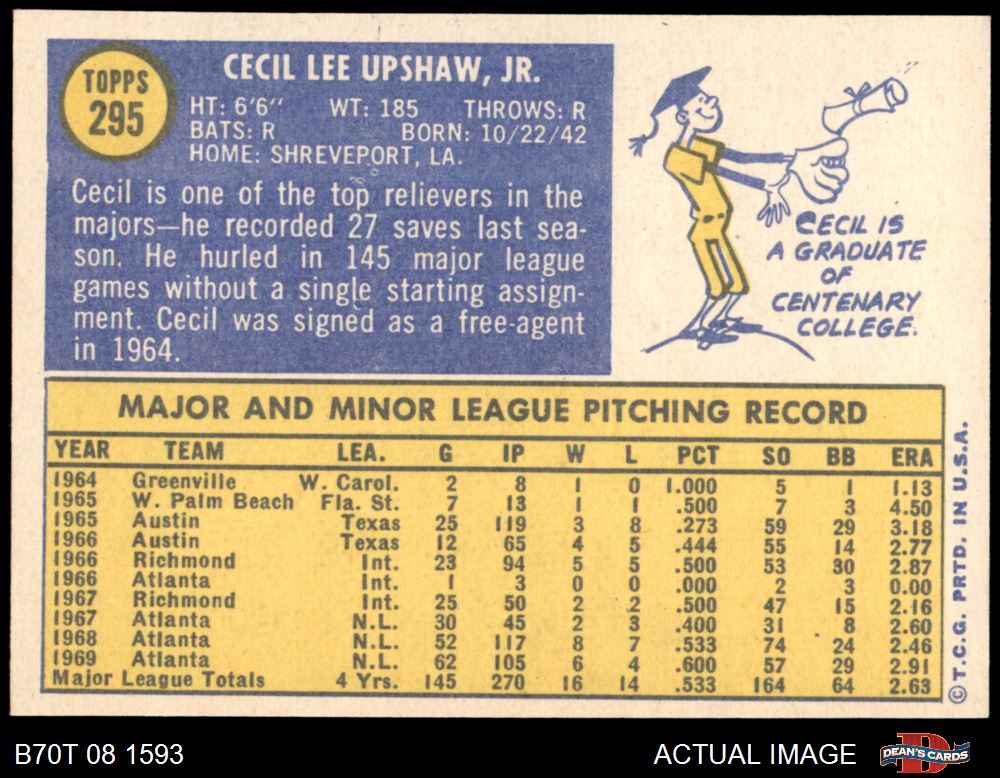 TOPPS
295
CECIL LEE UPSHAW, JR.
HT: 6'6" WT: 185 THROWS: R
BATS: R BORN: 10/22/42
HOME: SHREVEPORT, LA.
Cecil is one of the top relievers in the
majors—he recorded 27 saves last sea-
son. He hurled in 145 major league
games without a single starting assign-
ment. Cecil was signed as a free-agent
in 1964.
CECIL IS
A GRADUATE
OF
CENTENARY
COLLEGE.
MAJOR AND MINOR LEAGUE PITCHING RECORD
YEAR TEAM LEA. G IP W L PCT SO BB ERA
1964 Greenville W. Carol. 2 8 1 0 1.000 5 1 1.13
1965 W. Palm Beach Fla. St. 7 13 1 1 .500 7 3 4.50
1965 Austin Texas 25 119 3 8 .273 59 29 3.18
1966 Austin Texas 12 65 4 5 .444 55 14 2.77
1966 Richmond Int. 23 94 5 5 .500 53 30 2.87
1966 Atlanta Int. 1 3 0 0 .000 2 3 0.00
1967 Richmond Int. 25 50 2 2 .500 47 15 2.16
1967 Atlanta N.L. 30 45 2 3 .400 31 8 2.60
1968 Atlanta N.L. 52 117 8 7 .533 74 24 2.46
1969 Atlanta N.L. 62 105 6 4 .600 57 29 2.91
Major League Totals 4 Yrs. 145 270 16 14 .533 164 64 2.63
© T.C.G. PRTD. IN U.S.A.
B70T 08 1593
ACTUAL IMAGE
DEAN'S CARDS